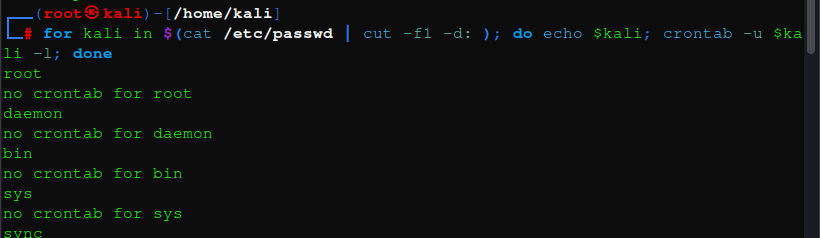 ┌──(root㉿kali)-[/home/kali]
└─# for kali in $(cat /etc/passwd | cut -f1 -d: ); do echo $kali; crontab -u $ka
li -l; done
root
no crontab for root
daemon
no crontab for daemon
bin
no crontab for bin
sys
no crontab for sys
sync